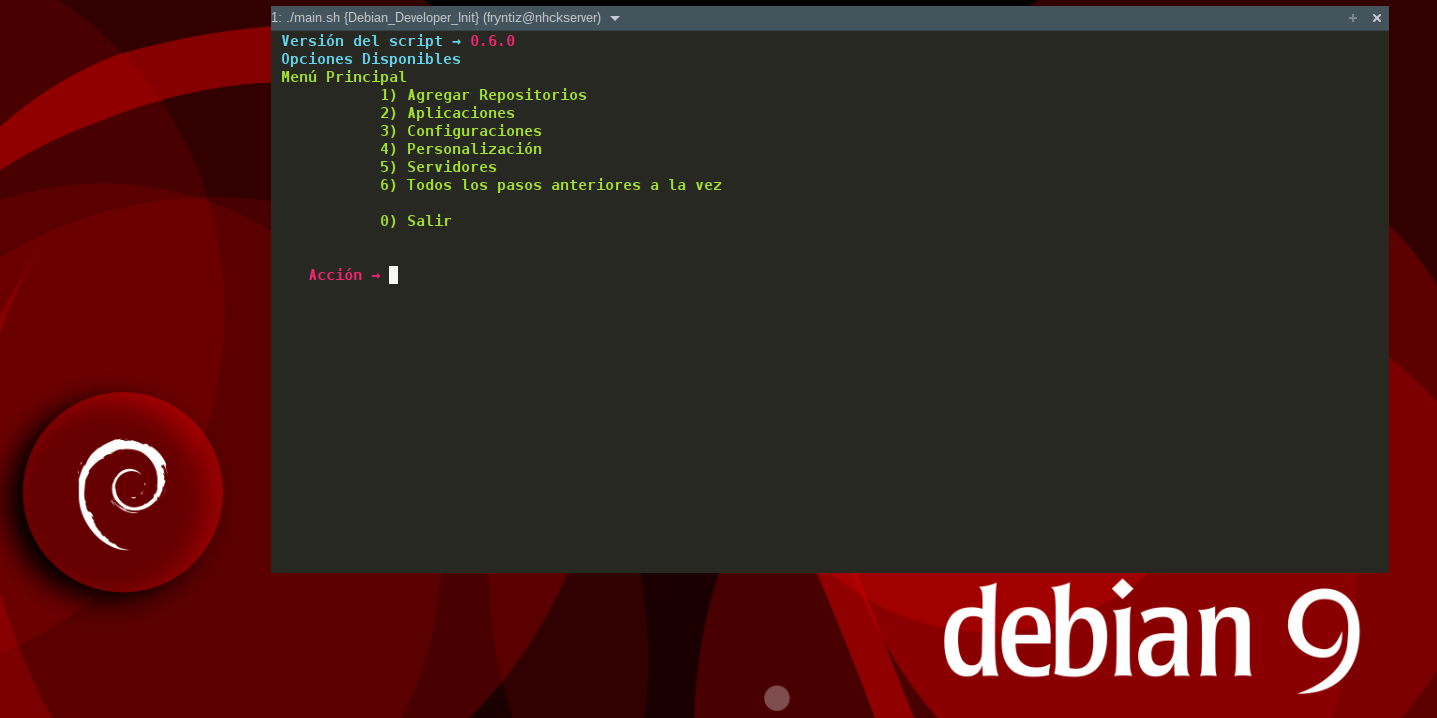 1: ./main.sh {Debian_Developer_Init} (fryntiz@nhckserver)
Versión del script → 0.6.0
Opciones Disponibles
Menú Principal
1) Agregar Repositorios
2) Aplicaciones
3) Configuraciones
4) Personalización
5) Servidores
6) Todos los pasos anteriores a la vez
0) Salir
Acción →
debian 9